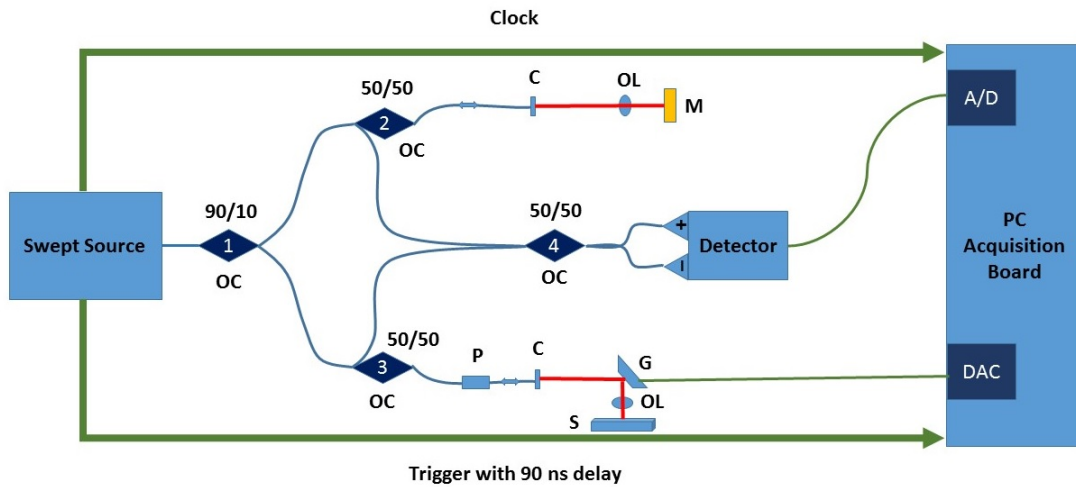 Clock
50/50
C
OL
A/D
2
M
OC
90/10
50/50
Swept Source
1
4
+
Detector
PC
Acquisition
Board
OC
OC
I
50/50
P
C
G
3
DAC
OC
OL
S
Trigger with 90 ns delay